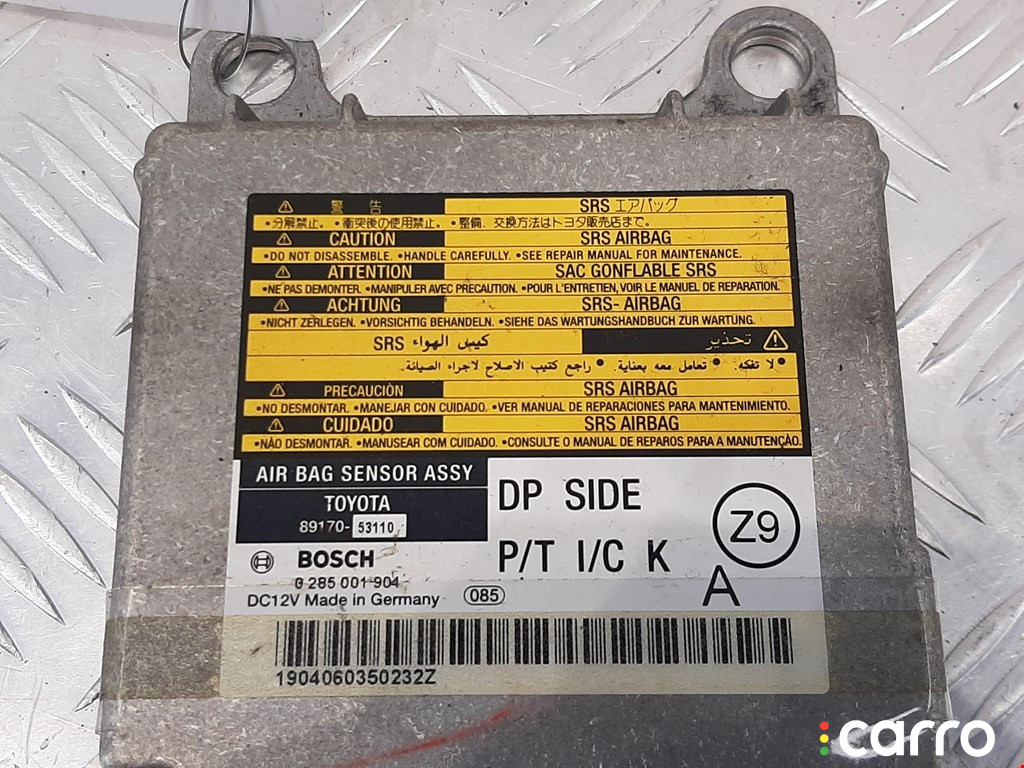 警 告 SRS エアバッグ
•分解禁止。 •衝突後の使用禁止。 •整備、交換方法はトヨタ販売店まで。
CAUTION SRS AIRBAG
•DO NOT DISASSEMBLE. •HANDLE CAREFULLY. •SEE REPAIR MANUAL FOR MAINTENANCE.
ATTENTION SAC GONFLABLE SRS
•NE PAS DEMONTER. •MANIPULER AVEC PRECAUTION. •POUR L'ENTRETIEN, VOIR LE MANUEL DE REPARATION.
ACHTUNG SRS- AIRBAG
•NICHT ZERLEGEN. •VORSICHTIG BEHANDELN. •SIEHE DAS WARTUNGSHANDBUCH ZUR WARTUNG.
تحذير كيس الهواء SRS
•لا تفكه. •تعامل معه بعناية. •راجع كتيب الاصلاح لاجراء الصيانة.
PRECAUCIÒN SRS AIRBAG
•NO DESMONTAR. •MANEJAR CON CUIDADO. •VER MANUAL DE REPARACIONES PARA MANTENIMIENTO.
CUIDADO SRS AIRBAG
•NÃO DESMONTAR. •MANUSEAR COM CUIDADO. •CONSULTE O MANUAL DE REPAROS PARA A MANUTENÇÃO.
AIR BAG SENSOR ASSY
TOYOTA
89170-53110
DP SIDE
P/T I/C K
Z9
A
BOSCH
0 285 001 904
DC12V Made in Germany 085
1904060350232Z
carro